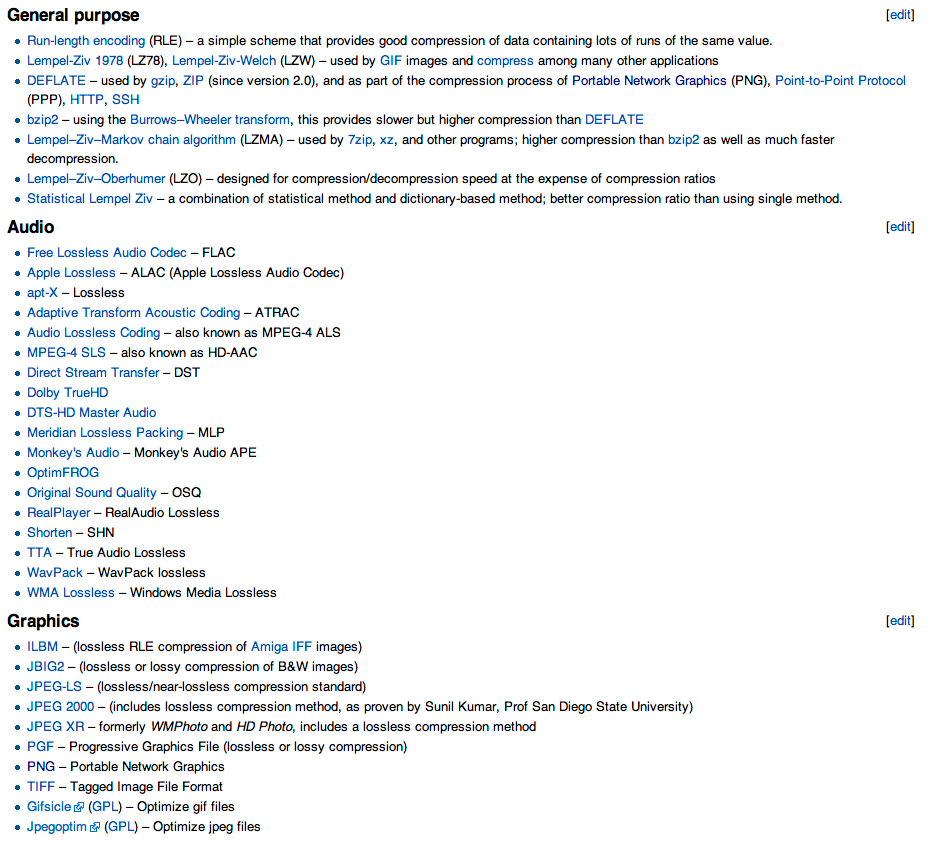 General purpose [edit]
• Run-length encoding (RLE) – a simple scheme that provides good compression of data containing lots of runs of the same value.
• Lempel-Ziv 1978 (LZ78), Lempel-Ziv-Welch (LZW) – used by GIF images and compress among many other applications
• DEFLATE – used by gzip, ZIP (since version 2.0), and as part of the compression process of Portable Network Graphics (PNG), Point-to-Point Protocol
(PPP), HTTP, SSH
• bzip2 – using the Burrows–Wheeler transform, this provides slower but higher compression than DEFLATE
• Lempel–Ziv–Markov chain algorithm (LZMA) – used by 7zip, xz, and other programs; higher compression than bzip2 as well as much faster
decompression.
• Lempel–Ziv–Oberhumer (LZO) – designed for compression/decompression speed at the expense of compression ratios
• Statistical Lempel Ziv – a combination of statistical method and dictionary-based method; better compression ratio than using single method.
Audio [edit]
• Free Lossless Audio Codec – FLAC
• Apple Lossless – ALAC (Apple Lossless Audio Codec)
• apt-X – Lossless
• Adaptive Transform Acoustic Coding – ATRAC
• Audio Lossless Coding – also known as MPEG-4 ALS
• MPEG-4 SLS – also known as HD-AAC
• Direct Stream Transfer – DST
• Dolby TrueHD
• DTS-HD Master Audio
• Meridian Lossless Packing – MLP
• Monkey's Audio – Monkey's Audio APE
• OptimFROG
• Original Sound Quality – OSQ
• RealPlayer – RealAudio Lossless
• Shorten – SHN
• TTA – True Audio Lossless
• WavPack – WavPack lossless
• WMA Lossless – Windows Media Lossless
Graphics [edit]
• ILBM – (lossless RLE compression of Amiga IFF images)
• JBIG2 – (lossless or lossy compression of B&W images)
• JPEG-LS – (lossless/near-lossless compression standard)
• JPEG 2000 – (includes lossless compression method, as proven by Sunil Kumar, Prof San Diego State University)
• JPEG XR – formerly WMPhoto and HD Photo, includes a lossless compression method
• PGF – Progressive Graphics File (lossless or lossy compression)
• PNG – Portable Network Graphics
• TIFF – Tagged Image File Format
• Gifsicle (GPL) – Optimize gif files
• Jpegoptim (GPL) – Optimize jpeg files